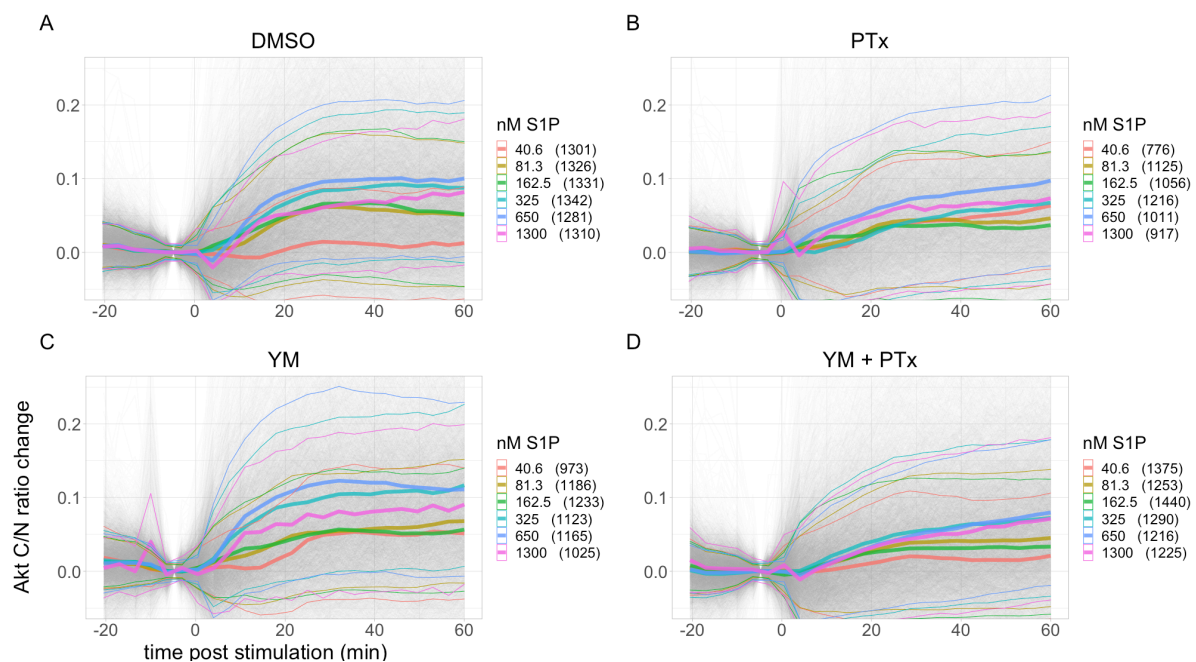 A
DMSO
0.2
0.1
0.0
-20 0 20 40 60
nM S1P
40.6 (1301)
81.3 (1326)
162.5 (1331)
325 (1342)
650 (1281)
1300 (1310)
B
PTx
0.2
0.1
0.0
-20 0 20 40 60
nM S1P
40.6 (776)
81.3 (1125)
162.5 (1056)
325 (1216)
650 (1011)
1300 (917)
C
YM
Akt C/N ratio change
0.2
0.1
0.0
-20 0 20 40 60
time post stimulation (min)
nM S1P
40.6 (973)
81.3 (1186)
162.5 (1233)
325 (1123)
650 (1165)
1300 (1025)
D
YM + PTx
0.2
0.1
0.0
-20 0 20 40 60
nM S1P
40.6 (1375)
81.3 (1253)
162.5 (1440)
325 (1290)
650 (1216)
1300 (1225)